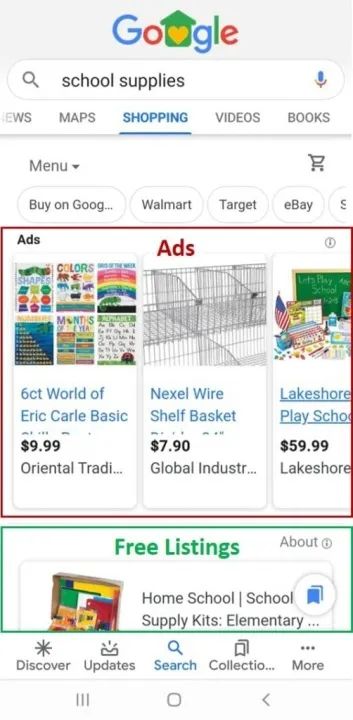 Google
school supplies
EWS MAPS SHOPPING VIDEOS BOOKS
Menu
Buy on Goog... Walmart Target eBay S
Ads
Ads
SHAPES COLORS DAYS OF THE WEEK
NUMBERS MONTHS OF THE YEAR ALPHABET
Let's Play School
6ct World of
Eric Carle Basic
$9.99
Oriental Tradi...
Nexel Wire
Shelf Basket
$7.90
Global Industr...
Lakeshore
Play Schoo
$59.99
Lakeshore
Free Listings
About
Home School | School
Supply Kits: Elementary ...
Discover Updates Search Collectio... More